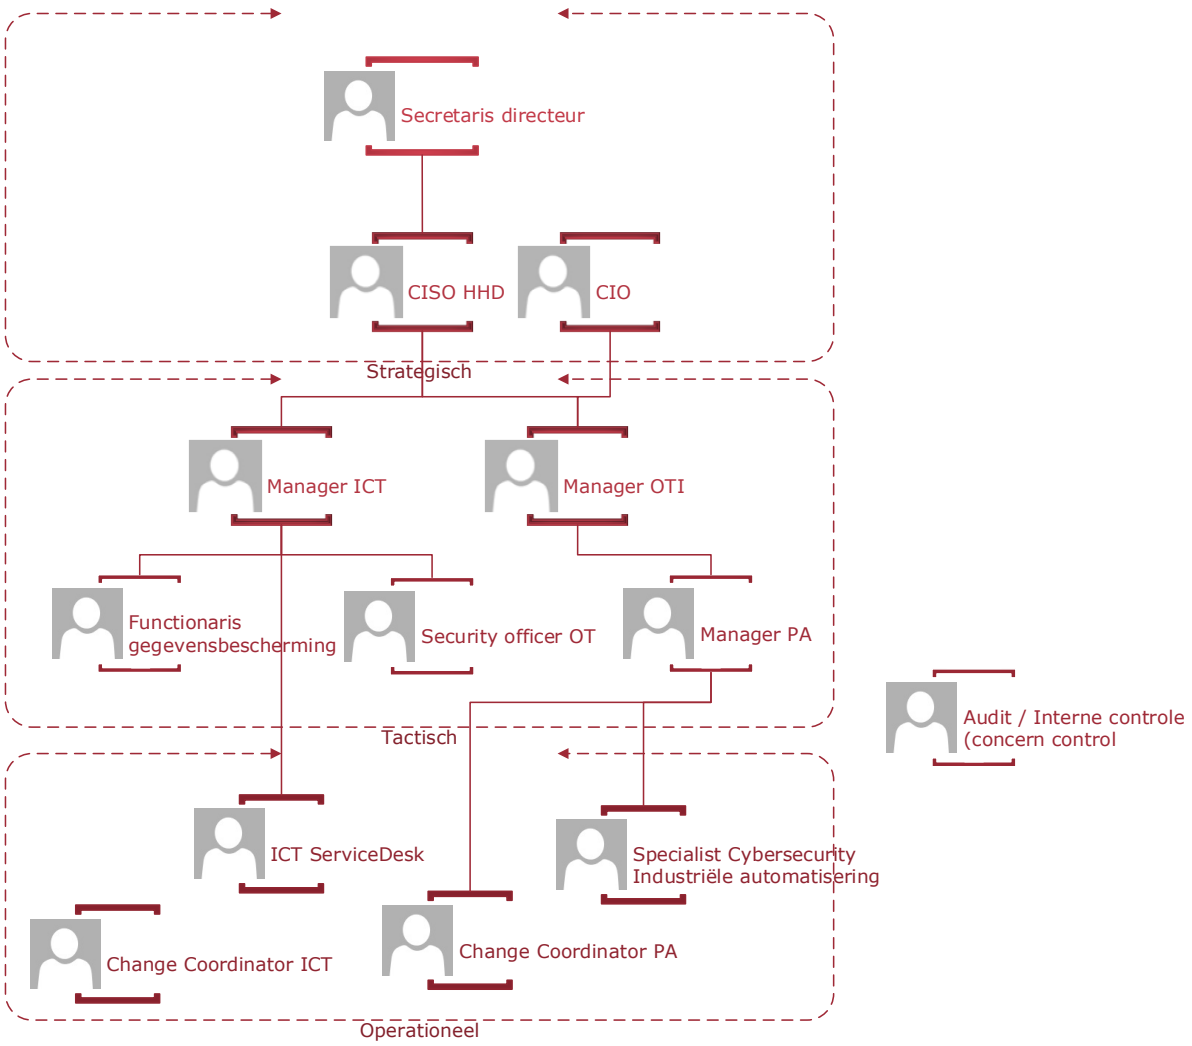 Secretaris directeur
CISO HHD
CIO
Strategisch
Manager ICT
Manager OTI
Functionaris
gegevensbescherming
Security officer OT
Manager PA
Tactisch
Audit / Interne controle
(concern control
ICT ServiceDesk
Specialist Cybersecurity
Industriële automatisering
Change Coordinator ICT
Change Coordinator PA
Operationeel